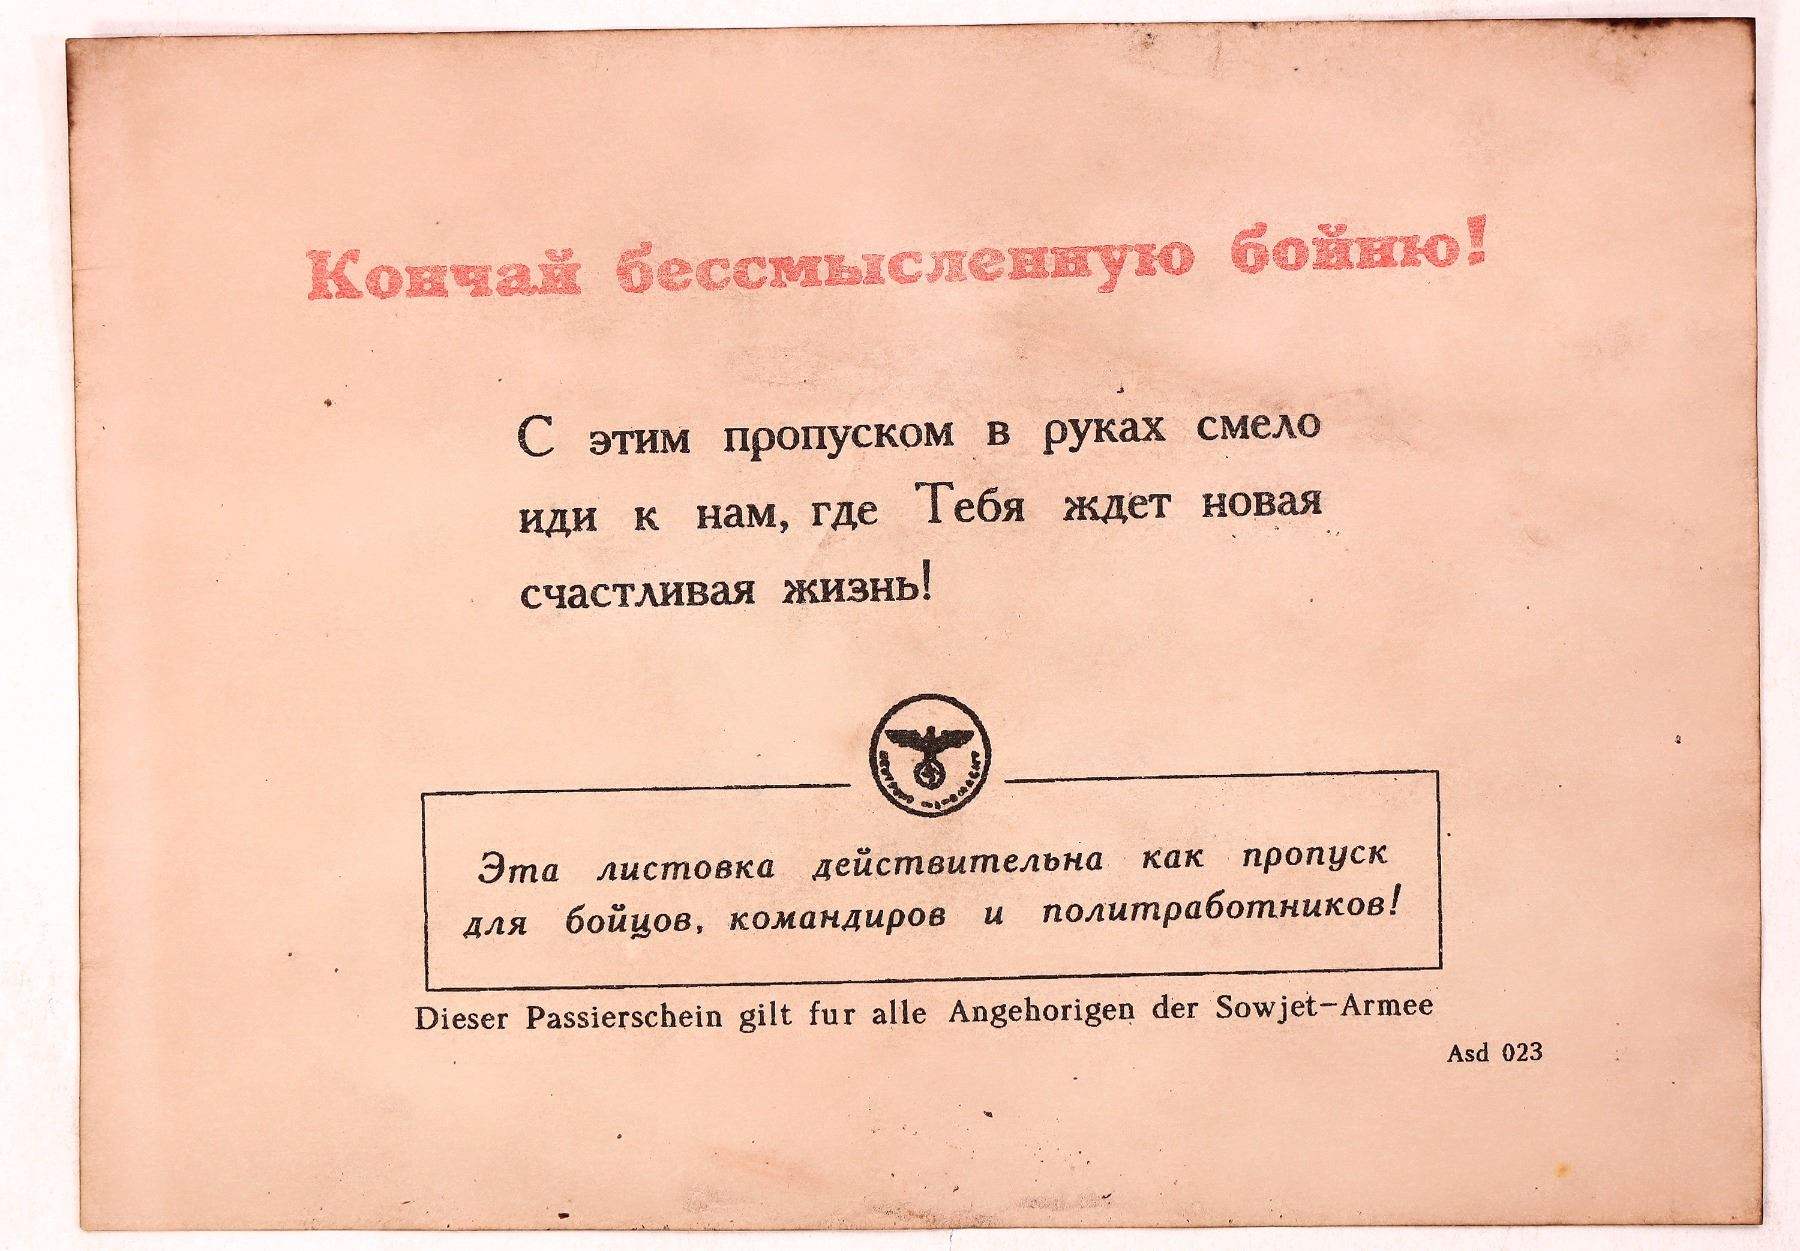 Кончай бессмысленную бойню!
С этим пропуском в руках смело
иди к нам, где Тебя ждет новая
счастливая жизнь!
Эта листовка действительна как пропуск
для бойцов, командиров и политработников!
Dieser Passierschein gilt fur alle Angehorigen der Sowjet-Armee
Asd 023